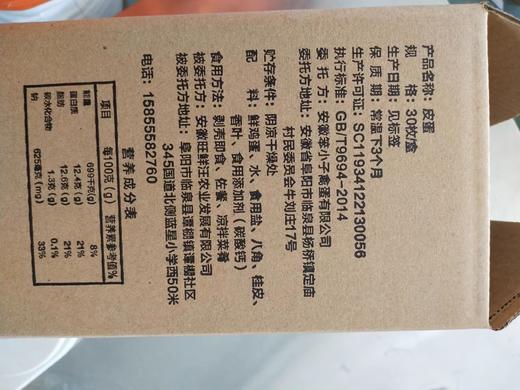 产品名称：皮蛋
规　格：30枚/盒
生产日期：见标签
保 质 期：常温下9个月
生产许可证：SC11934122130056
执行标准：GB/T9694-2014
委 托 方：安徽笨小子禽蛋有限公司
委托方地址：安徽省阜阳市临泉县杨桥镇定庙
村民委员会牛刘庄17号
贮存条件：阴凉干燥处
配　料：鲜鸡蛋、水、食用盐、八角、桂皮、
香叶、食用添加剂（碳酸钙）
食用方法：剥壳即食、佐餐、凉拌菜肴
被委托方：安徽旺鲜汪农业发展有限公司
被委托方地址：阜阳市临泉县谭棚镇谭棚社区
345国道北侧蓝星小学西50米
电话：15855582760
营养成分表
项目 每100克（g） 营养素参考值%
能量 699千焦(g) 8%
蛋白质 12.4克(g) 21%
脂肪 12.6克(g) 21%
碳水化合物 1.3克(g) 0.1%
钠 625毫克(mg) 33%